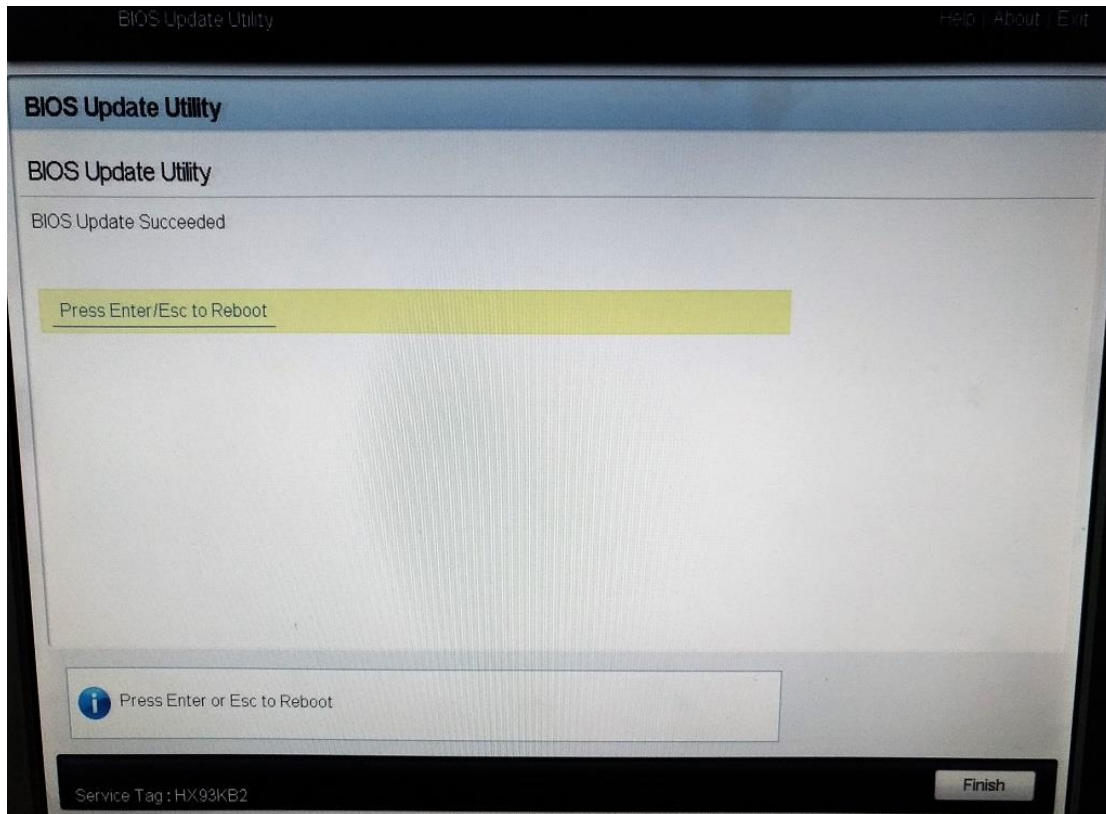 BIOS Update Utility
Help | About | Exit
BIOS Update Utility
BIOS Update Utility
BIOS Update Succeeded
Press Enter/Esc to Reboot
Press Enter or Esc to Reboot
Service Tag : HX93KB2
Finish